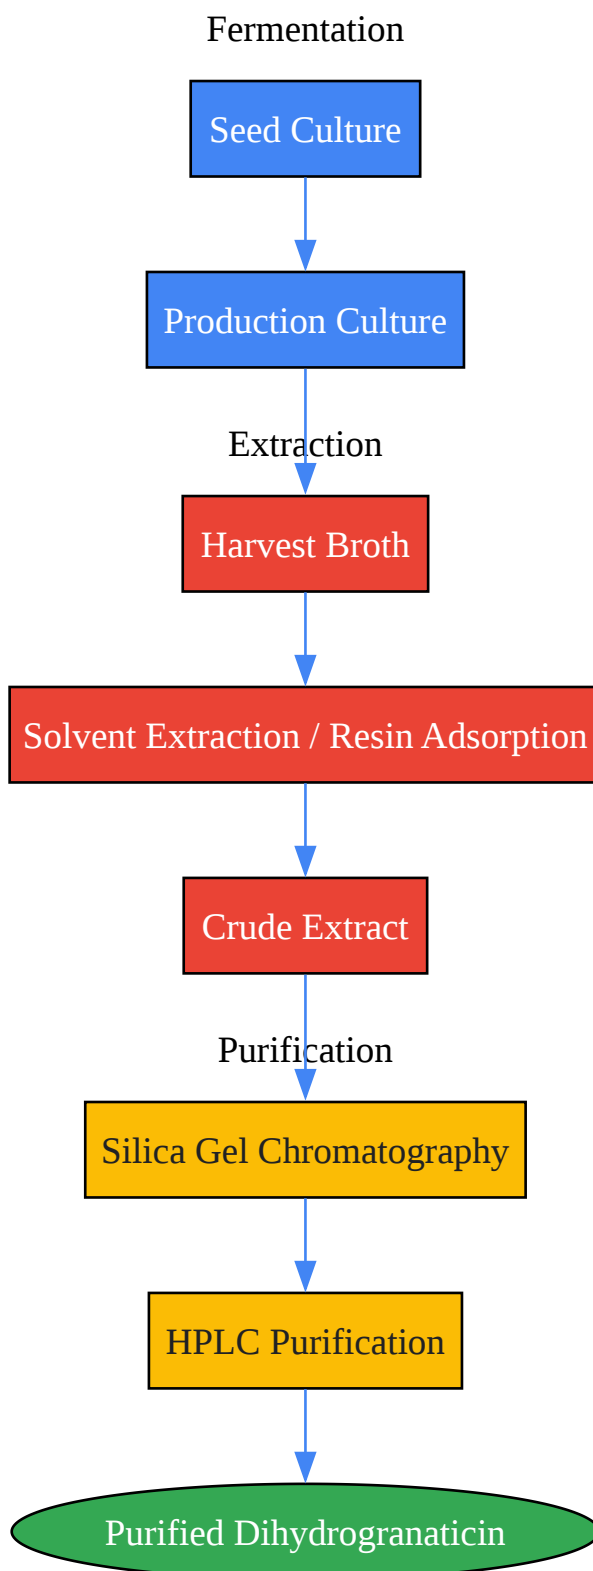 Fermentation
Seed Culture
Production Culture
Extraction
Harvest Broth
Solvent Extraction / Resin Adsorption
Crude Extract
Purification
Silica Gel Chromatography
HPLC Purification
Purified Dihydrogranaticin